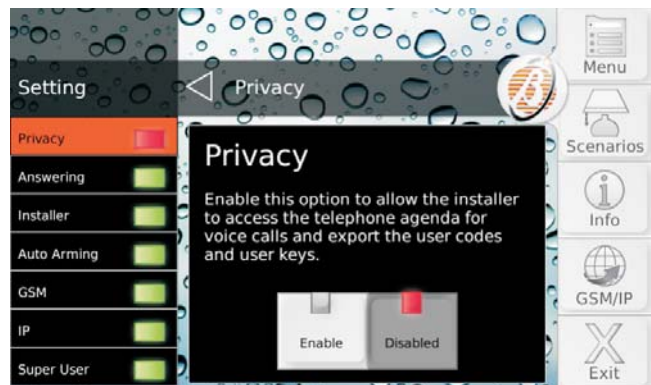 Setting
Privacy
Privacy
Answering
Installer
Auto Arming
GSM
IP
Super User
Privacy
Enable this option to allow the installer
to access the telephone agenda for
voice calls and export the user codes
and user keys.
Enable
Disabled
Menu
Scenarios
Info
GSM/IP
Exit